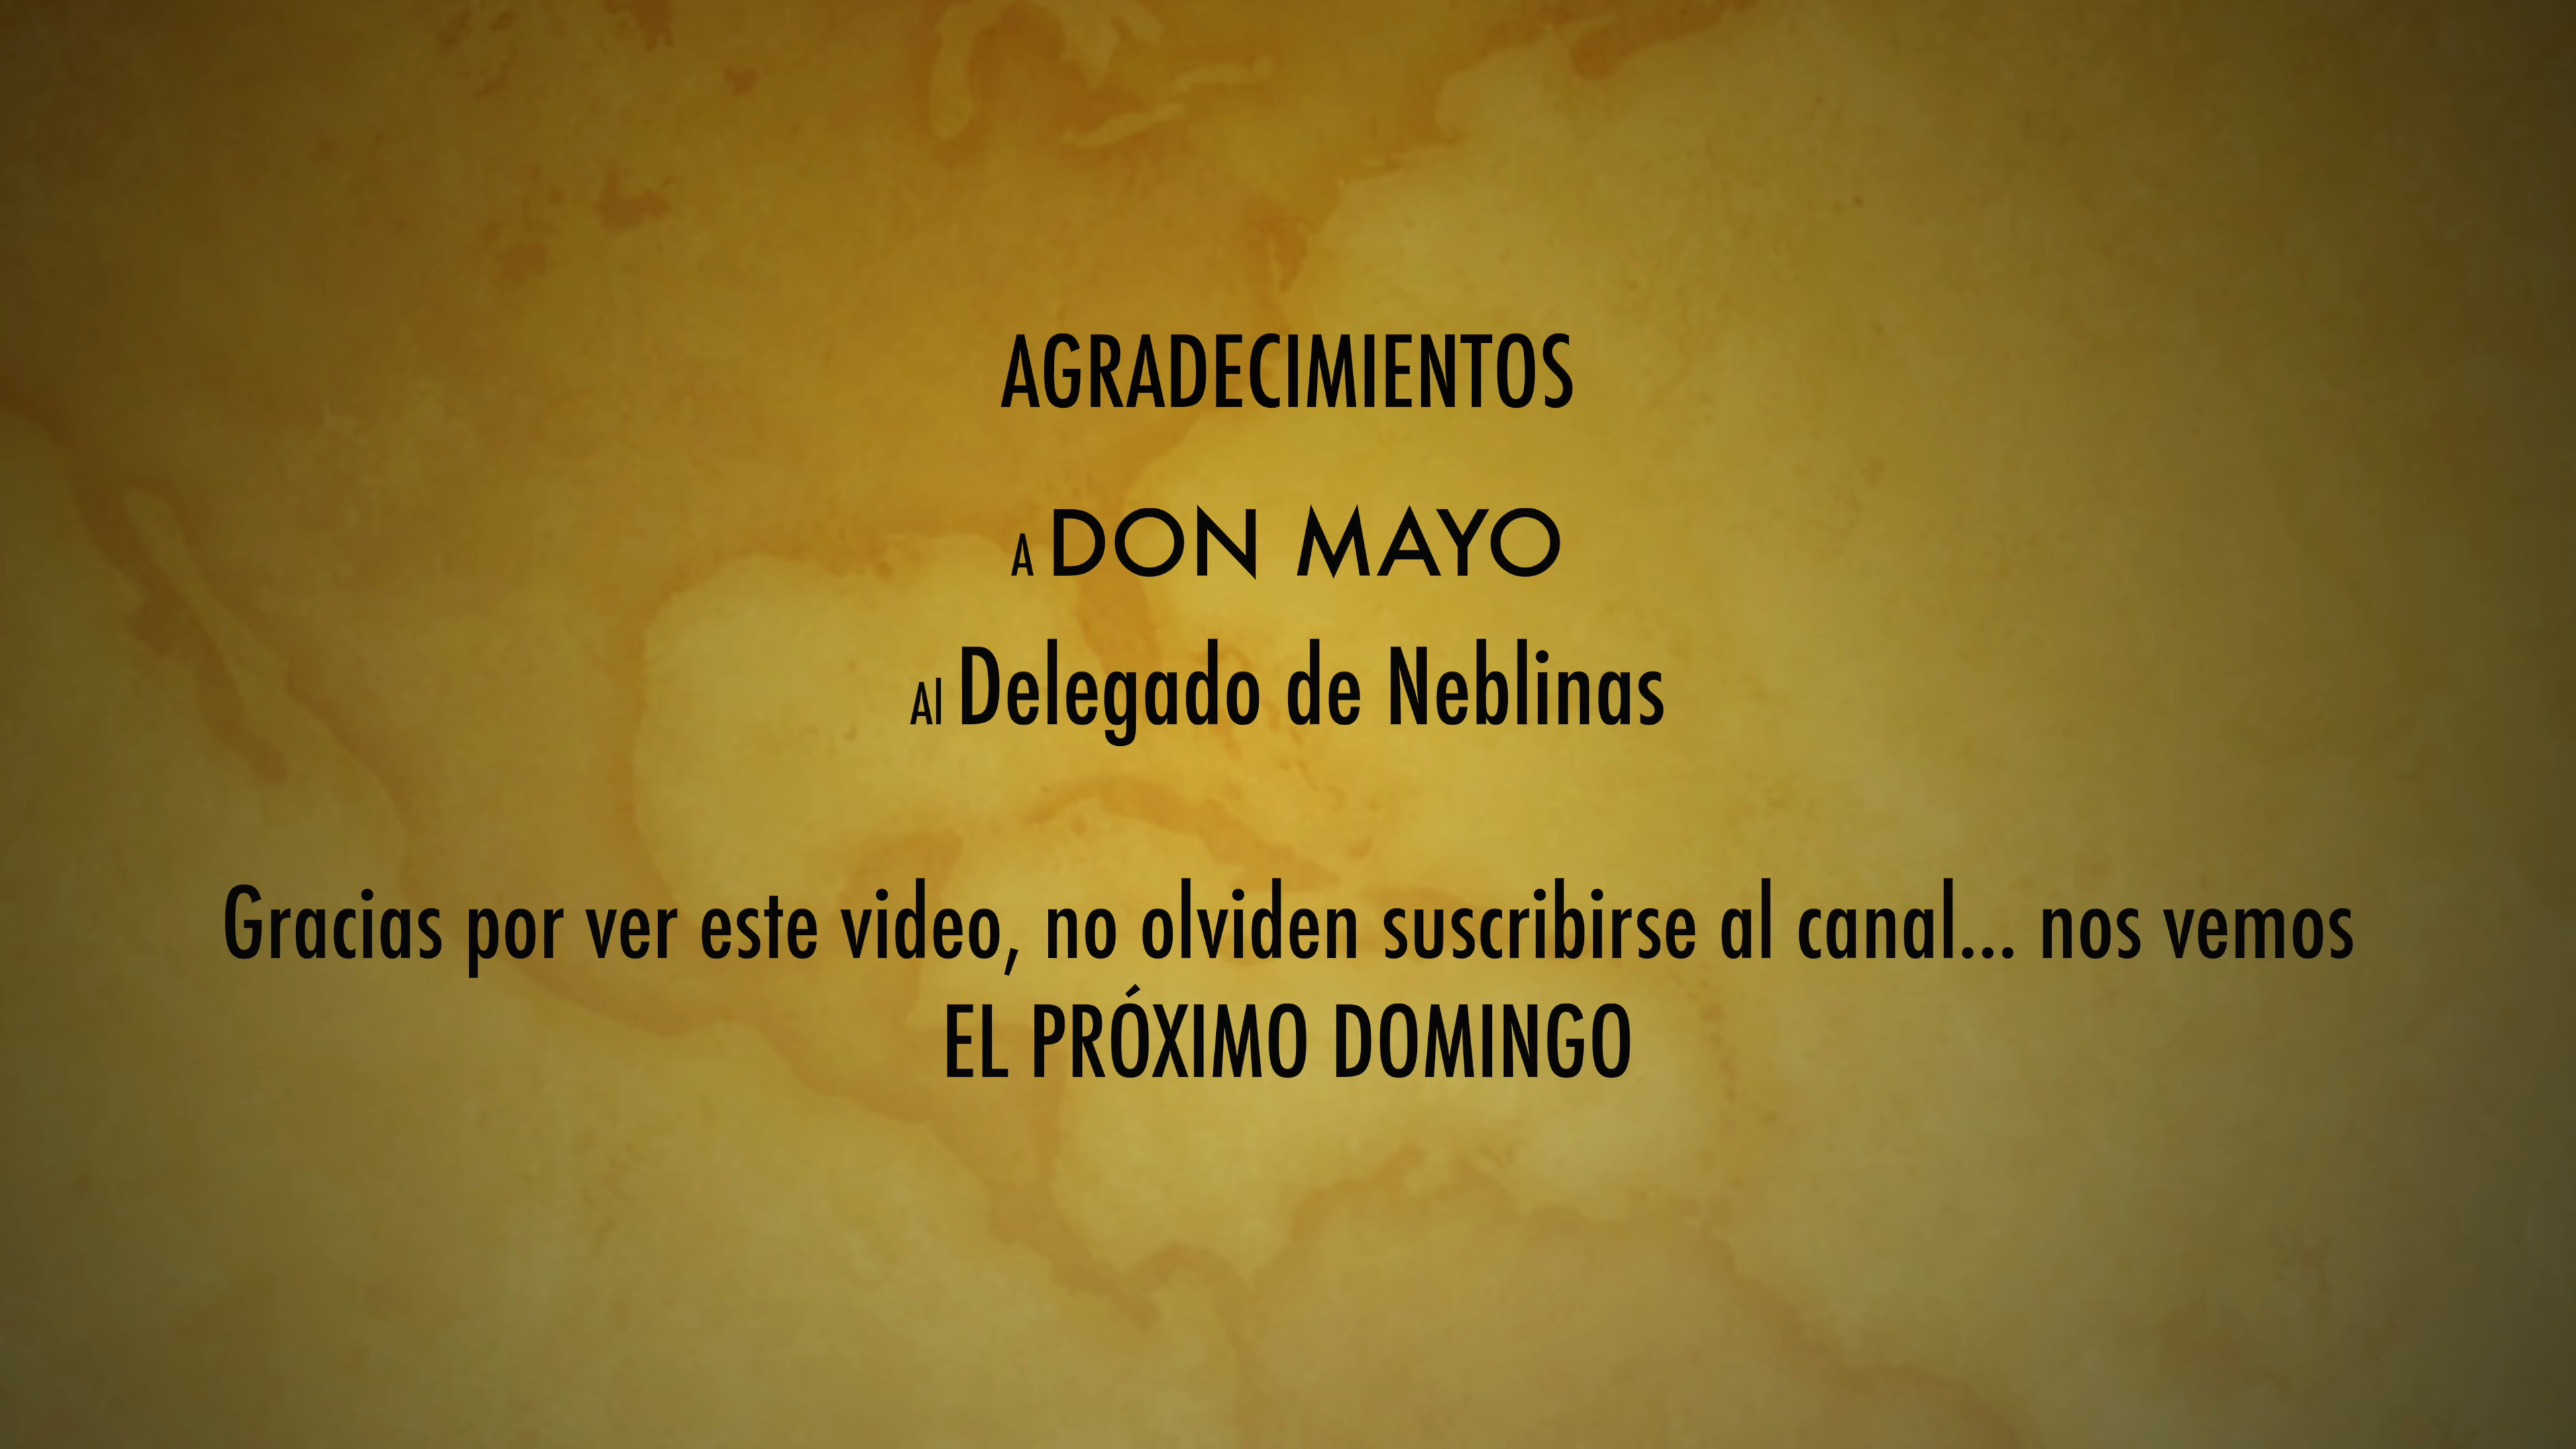 AGRADECIMIENTOS
A DON MAYO
Al Delegado de Neblinas
Gracias por ver este video, no olviden suscribirse al canal... nos vemos
EL PRÓXIMO DOMINGO